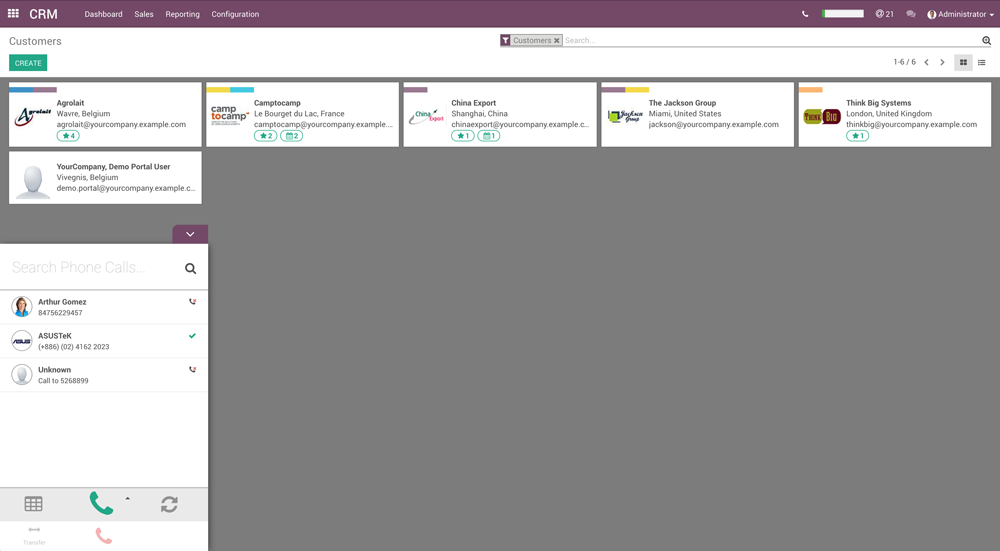 CRM Dashboard Sales Reporting Configuration 21 Administrator
Customers
Customers Search...
CREATE
1-6 / 6
Agrolait
Agrolait
Wavre, Belgium
agrolait@yourcompany.example.com
4
camp
tocamp
Camptocamp
Le Bourget du Lac, France
camptocamp@yourcompany.example....
2 2
China
Export
China Export
Shanghai, China
chinaexport@yourcompany.example.c...
1 1
Jackson
Group
The Jackson Group
Miami, United States
jackson@yourcompany.example.com
THINK BIG
Think Big Systems
London, United Kingdom
thinkbig@yourcompany.example.com
1
YourCompany, Demo Portal User
Vivegnis, Belgium
demo.portal@yourcompany.example.c...
Search Phone Calls...
Arthur Gomez
84756229457
ASUS
ASUSTeK
(+886) (02) 4162 2023
Unknown
Call to 5268899
Transfer